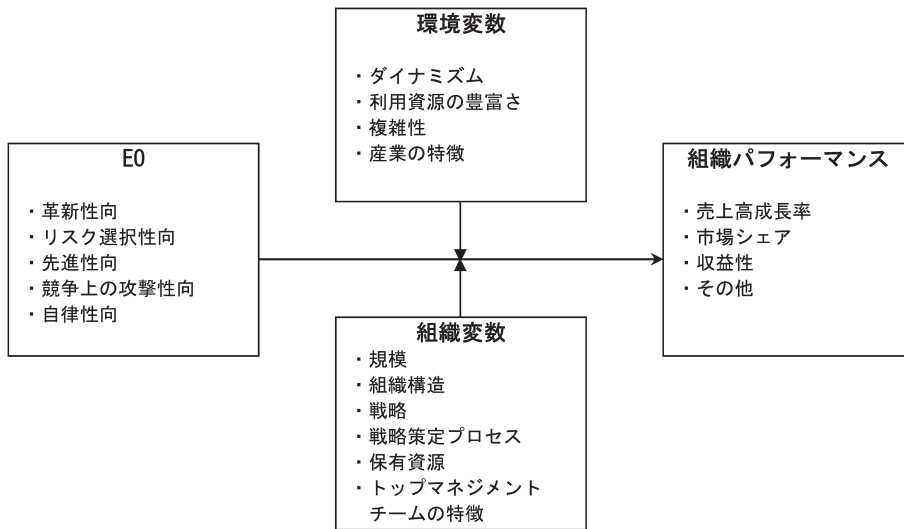 環境変数
・ダイナミズム
・利用資源の豊富さ
・複雑性
・産業の特徴
EO
・革新性向
・リスク選択性向
・先進性向
・競争上の攻撃性向
・自律性向
組織パフォーマンス
・売上高成長率
・市場シェア
・収益性
・その他
組織変数
・規模
・組織構造
・戦略
・戦略策定プロセス
・保有資源
・トップマネジメント
チームの特徴